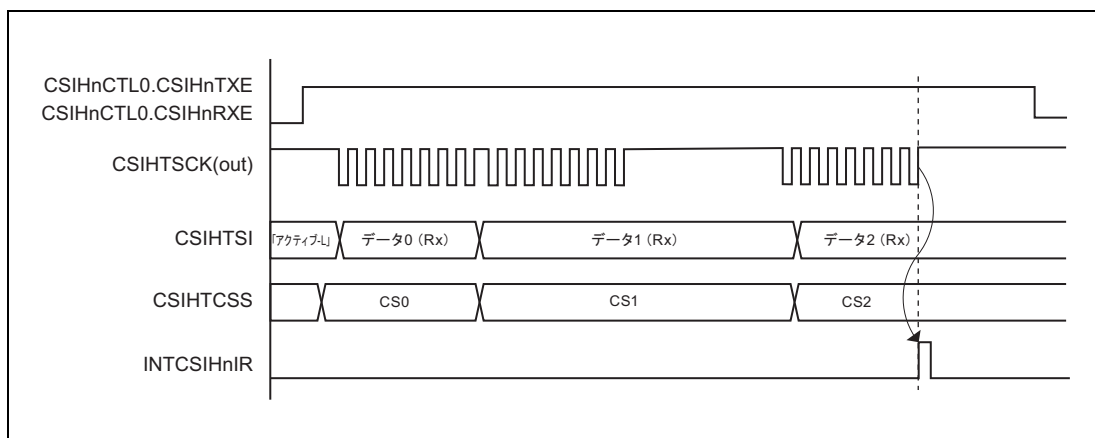 CSIHnCTL0.CSIHnTXE
CSIHnCTL0.CSIHnRXE
CSIHTSCK(out)
CSIHTSI
「アクティブ-L」 データ0 (Rx) データ1 (Rx) データ2 (Rx)
CSIHTCSS
CS0 CS1 CS2
INTCSIHnIR